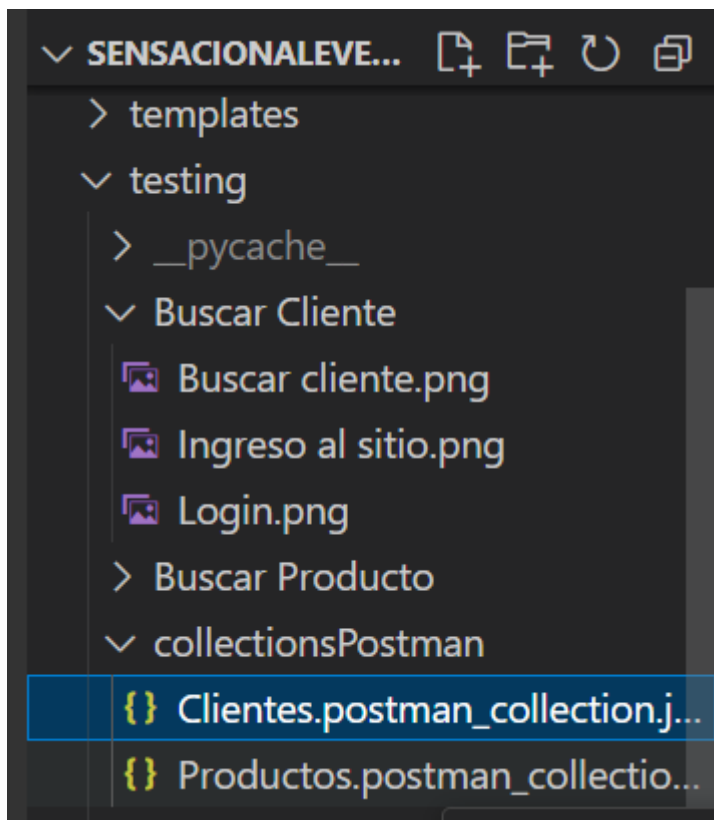 SENSACIONALEVE...
templates
testing
__pycache__
Buscar Cliente
Buscar cliente.png
Ingreso al sitio.png
Login.png
Buscar Producto
collectionsPostman
{} Clientes.postman_collection.j...
{} Productos.postman_collectio...